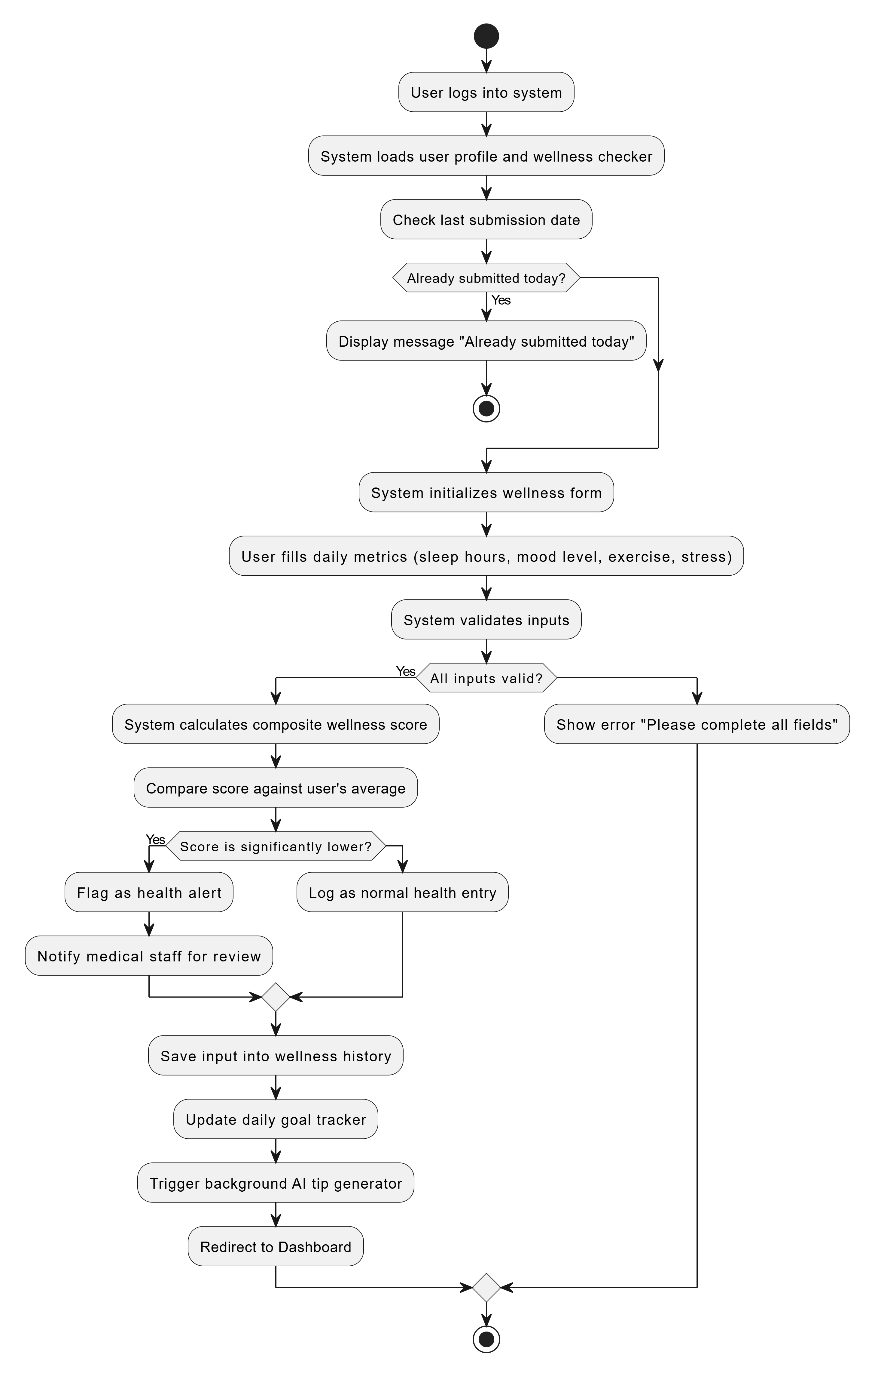 User logs into system
System loads user profile and wellness checker
Check last submission date
Already submitted today?
Yes
Display message "Already submitted today"
System initializes wellness form
User fills daily metrics (sleep hours, mood level, exercise, stress)
System validates inputs
Yes
All inputs valid?
System calculates composite wellness score
Show error "Please complete all fields"
Compare score against user's average
Yes
Score is significantly lower?
Flag as health alert
Log as normal health entry
Notify medical staff for review
Save input into wellness history
Update daily goal tracker
Trigger background AI tip generator
Redirect to Dashboard